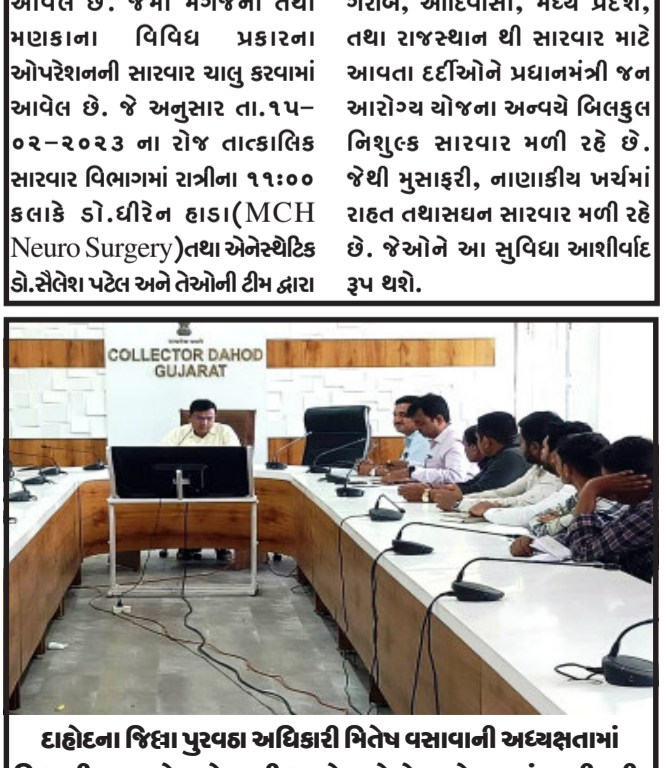 આવેલ છે. જેમાં મગજના તથા
મણકાના વિવિધ પ્રકારના
ઓપરેશનની સારવાર ચાલુ કરવામાં
આવેલ છે. જે અનુસાર તા.૧૫-
૦૨-૨૦૨૩ ના રોજ તાત્કાલિક
સારવાર વિભાગમાં રાત્રીના ૧૧:૦૦
કલાકે ડો.ધીરેન હાડા(MCH
Neuro Surgery)તથા એનેસ્થેટિક
ડો.સૈલેશ પટેલ અને તેઓની ટીમ દ્વારા
ગરીબ, આદિવાસી, મધ્ય પ્રદેશ,
તથા રાજસ્થાન થી સારવાર માટે
આવતા દર્દીઓને પ્રધાનમંત્રી જન
આરોગ્ય યોજના અન્વયે બિલકુલ
નિશુલ્ક સારવાર મળી રહે છે.
જેથી મુસાફરી, નાણાકીય ખર્ચમાં
રાહત તથાસઘન સારવાર મળી રહે
છે. જેઓને આ સુવિધા આશીર્વાદ
રૂપ થશે.
COLLECTOR DAHOD
GUJARAT
દાહોદના જિલ્લા પુરવઠા અધિકારી મિતેષ વસાવાની અધ્યક્ષતામાં